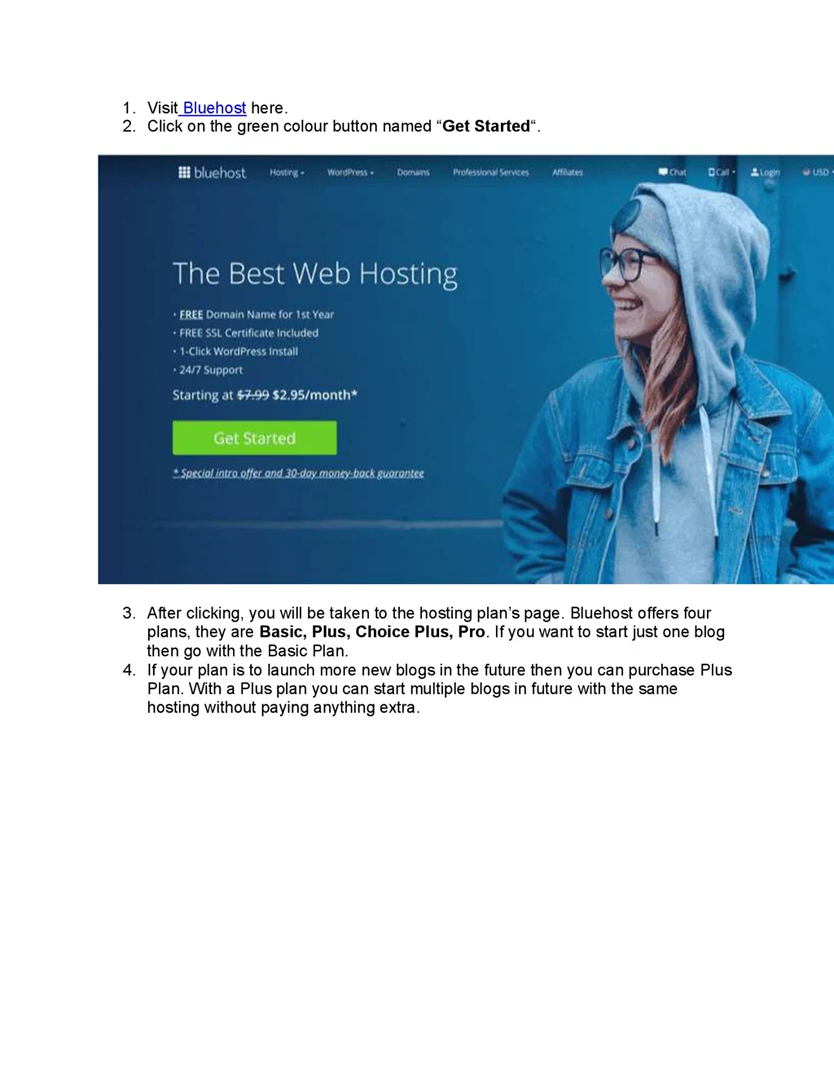 1. Visit Bluehost here.
2. Click on the green colour button named “Get Started“.
bluehost Hosting WordPress Domains Professional Services Affiliates Chat Call Login USD
The Best Web Hosting
• FREE Domain Name for 1st Year
• FREE SSL Certificate Included
• 1-Click WordPress Install
• 24/7 Support
Starting at $7.99 $2.95/month*
Get Started
* Special intro offer and 30-day money-back guarantee
3. After clicking, you will be taken to the hosting plan’s page. Bluehost offers four
plans, they are Basic, Plus, Choice Plus, Pro. If you want to start just one blog
then go with the Basic Plan.
4. If your plan is to launch more new blogs in the future then you can purchase Plus
Plan. With a Plus plan you can start multiple blogs in future with the same
hosting without paying anything extra.